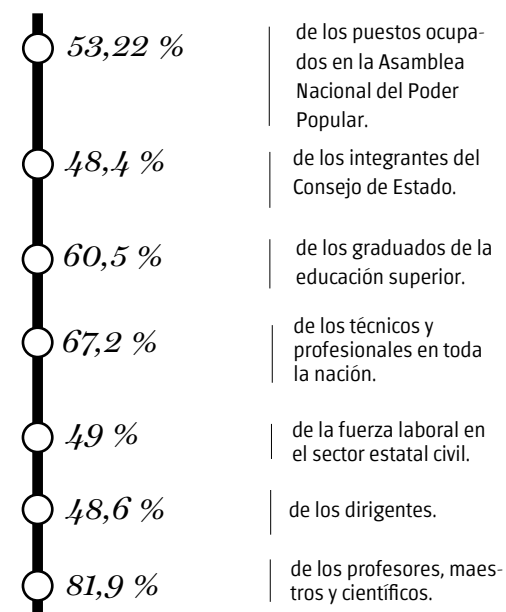 53,22 %
de los puestos ocupa-
dos en la Asamblea
Nacional del Poder
Popular.
48,4 %
de los integrantes del
Consejo de Estado.
60,5 %
de los graduados de la
educación superior.
67,2 %
de los técnicos y
profesionales en toda
la nación.
49 %
de la fuerza laboral en
el sector estatal civil.
48,6 %
de los dirigentes.
81,9 %
de los profesores, maes-
tros y científicos.